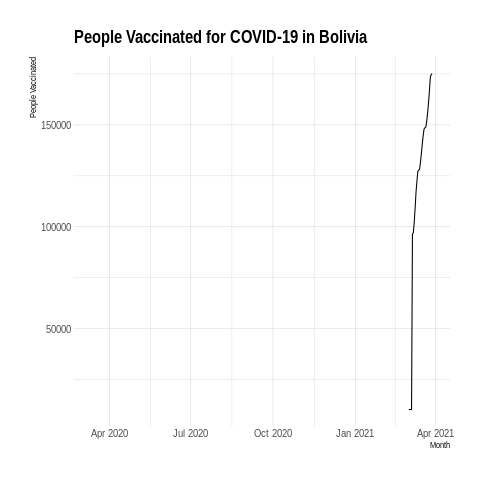 People Vaccinated for COVID-19 in Bolivia
People Vaccinated
150000
100000
50000
Apr 2020
Jul 2020
Oct 2020
Jan 2021
Apr 2021
Month